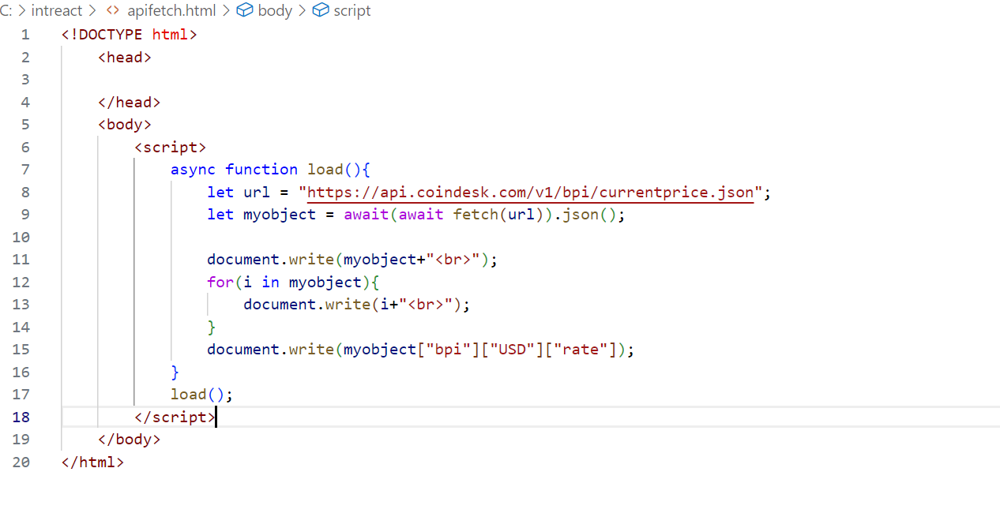 C: > intreact > <> apifetch.html > body > script
1 <!DOCTYPE html>
2 <head>
3
4 </head>
5 <body>
6 <script>
7 async function load(){
8 let url = "https://api.coindesk.com/v1/bpi/currentprice.json";
9 let myobject = await(await fetch(url)).json();
10
11 document.write(myobject+"<br>");
12 for(i in myobject){
13 document.write(i+"<br>");
14 }
15 document.write(myobject["bpi"]["USD"]["rate"]);
16 }
17 load();
18 </script>
19 </body>
20 </html>